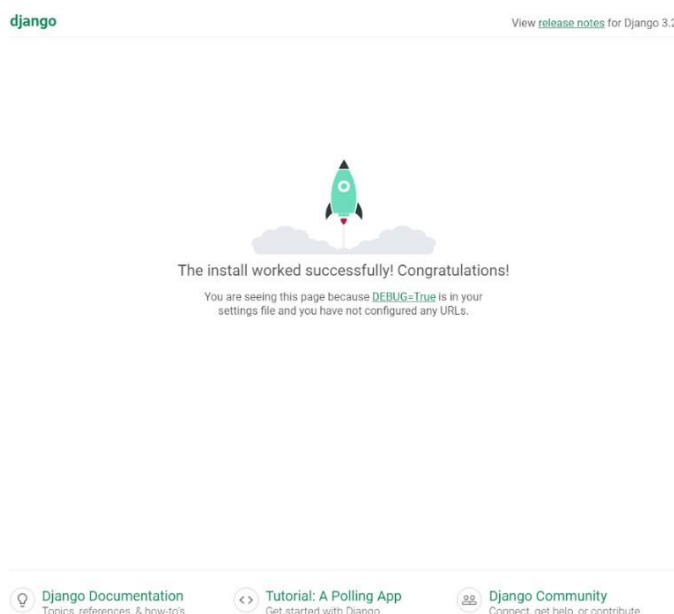 django
View release notes for Django 3.2
The install worked successfully! Congratulations!
You are seeing this page because DEBUG=True is in your
settings file and you have not configured any URLs.
Django Documentation
Topics, references, & how-to's
Tutorial: A Polling App
Get started with Django
Django Community
Connect, get help, or contribute